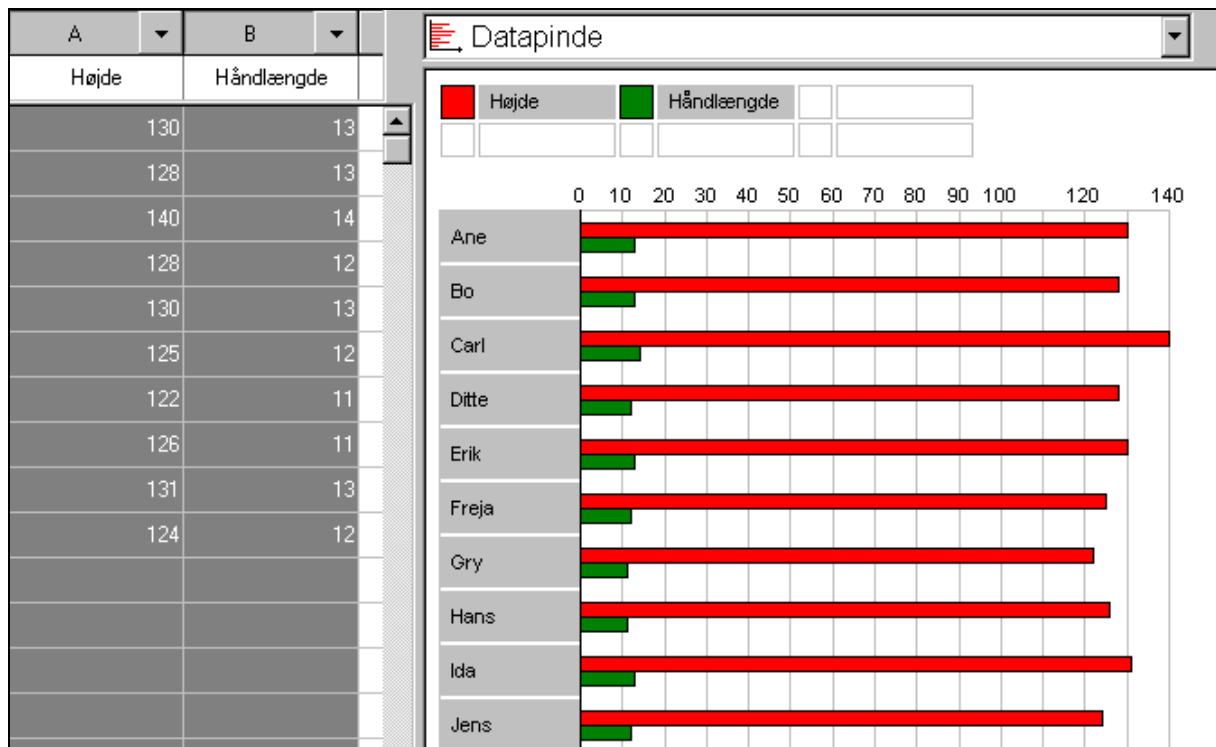 A B
Højde Håndlængde
130 13
128 13
140 14
128 12
130 13
125 12
122 11
126 11
131 13
124 12
Datapinde
Højde Håndlængde
0 10 20 30 40 50 60 70 80 90 100 120 140
Ane
Bo
Carl
Ditte
Erik
Freja
Gry
Hans
Ida
Jens